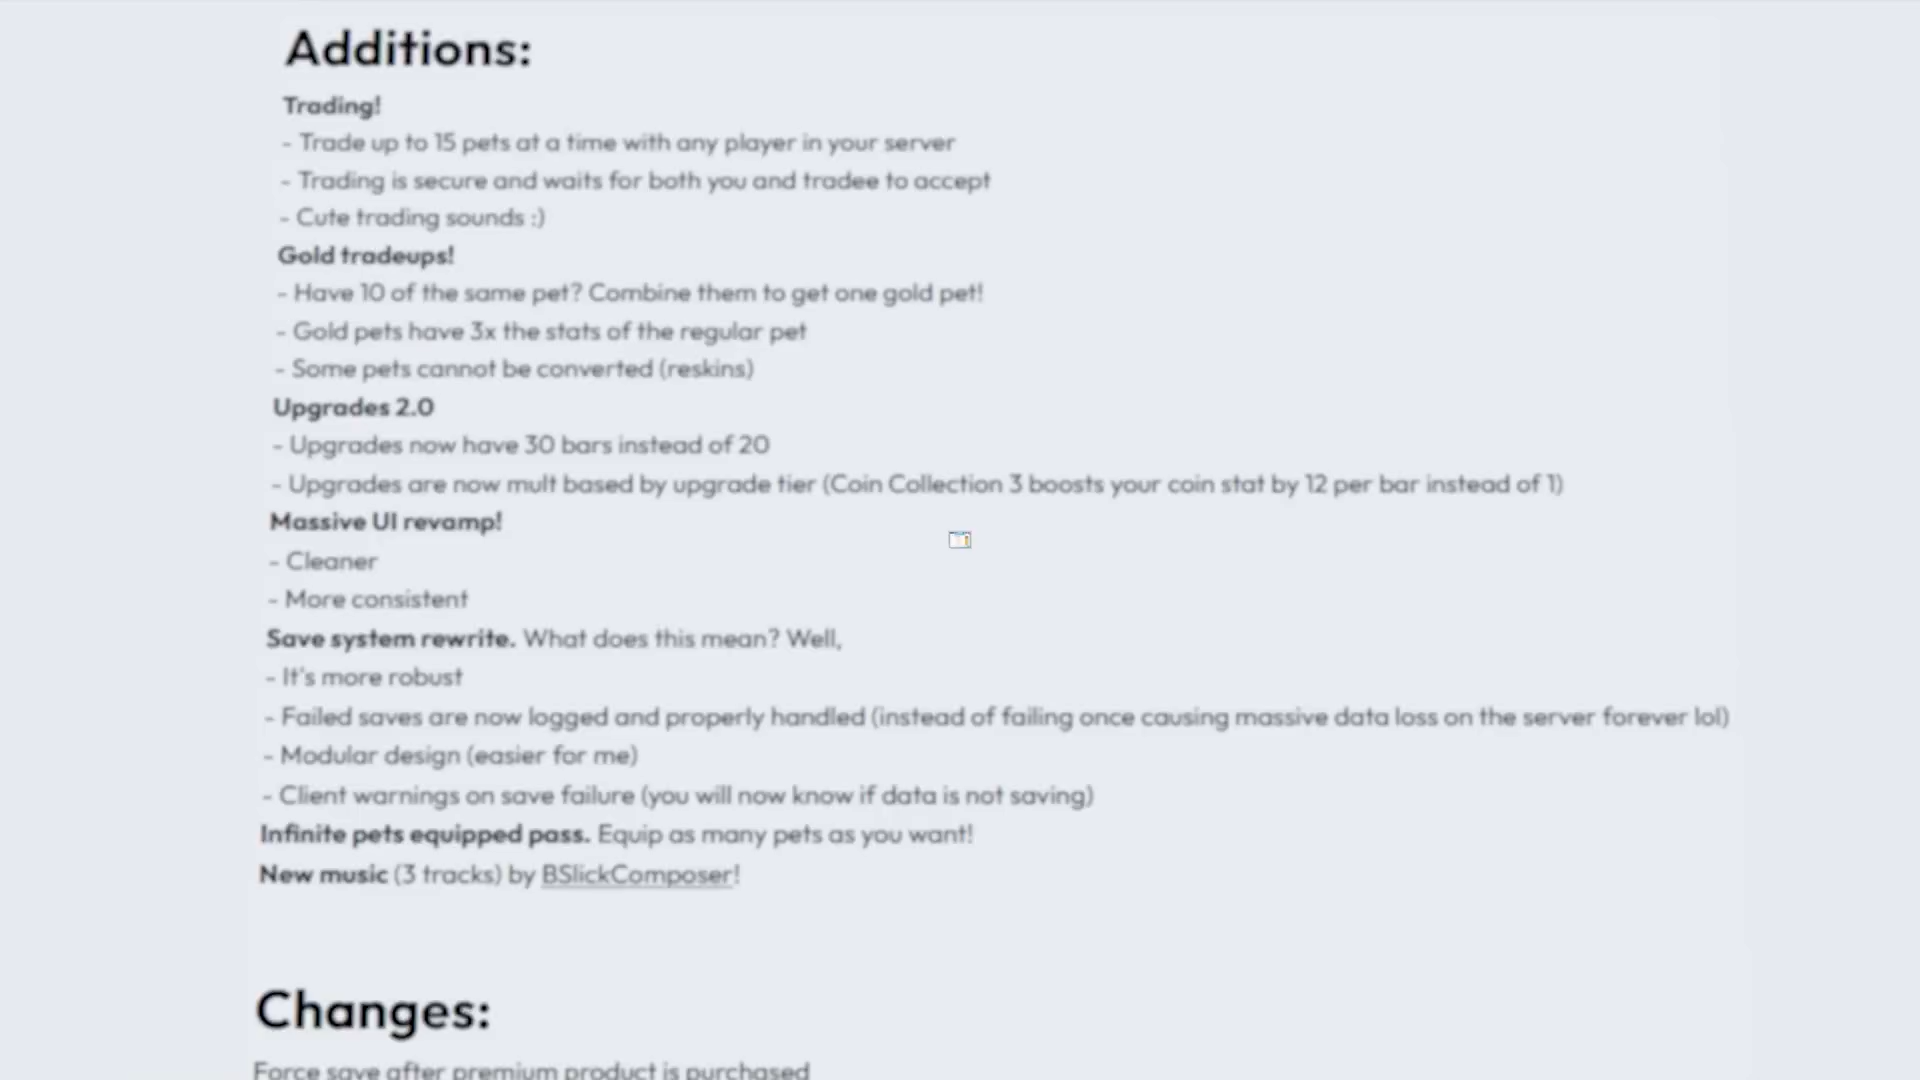 Additions:
Trading!
- Trade up to 15 pets at a time with any player in your server
- Trading is secure and waits for both you and tradee to accept
- Cute trading sounds :)
Gold tradeups!
- Have 10 of the same pet? Combine them to get one gold pet!
- Gold pets have 3x the stats of the regular pet
- Some pets cannot be converted (reskins)
Upgrades 2.0
- Upgrades now have 30 bars instead of 20
- Upgrades are now mult based by upgrade tier (Coin Collection 3 boosts your coin stat by 12 per bar instead of 1)
Massive UI revamp!
- Cleaner
- More consistent
Save system rewrite. What does this mean? Well,
- It's more robust
- Failed saves are now logged and properly handled (instead of failing once causing massive data loss on the server forever lol)
- Modular design (easier for me)
- Client warnings on save failure (you will now know if data is not saving)
Infinite pets equipped pass. Equip as many pets as you want!
New music (3 tracks) by BSlickComposer!
Changes:
Force save after premium product is purchased